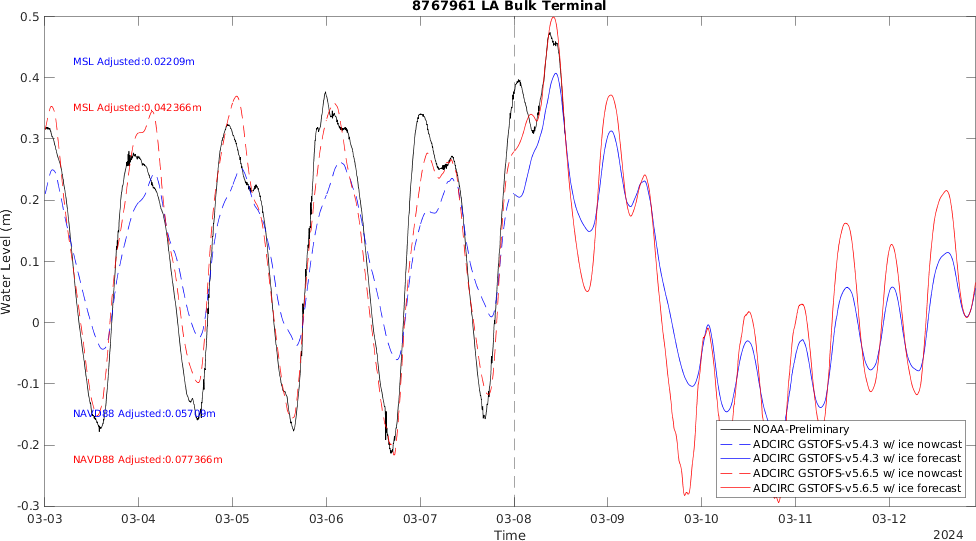 8767961 LA Bulk Terminal
0.5
MSL Adjusted:0.02209m
0.4
MSL Adjusted:0.042366m
0.3
0.2
0.1
Water Level (m)
0
-0.1
NAVD88 Adjusted:0.05709m
-0.2
NAVD88 Adjusted:0.077366m
-0.3
NOAA-Preliminary
ADCIRC GSTOFS-v5.4.3 w/ ice nowcast
ADCIRC GSTOFS-v5.4.3 w/ ice forecast
ADCIRC GSTOFS-v5.6.5 w/ ice nowcast
ADCIRC GSTOFS-v5.6.5 w/ ice forecast
03-03 03-04 03-05 03-06 03-07 03-08 03-09 03-10 03-11 03-12
Time
2024